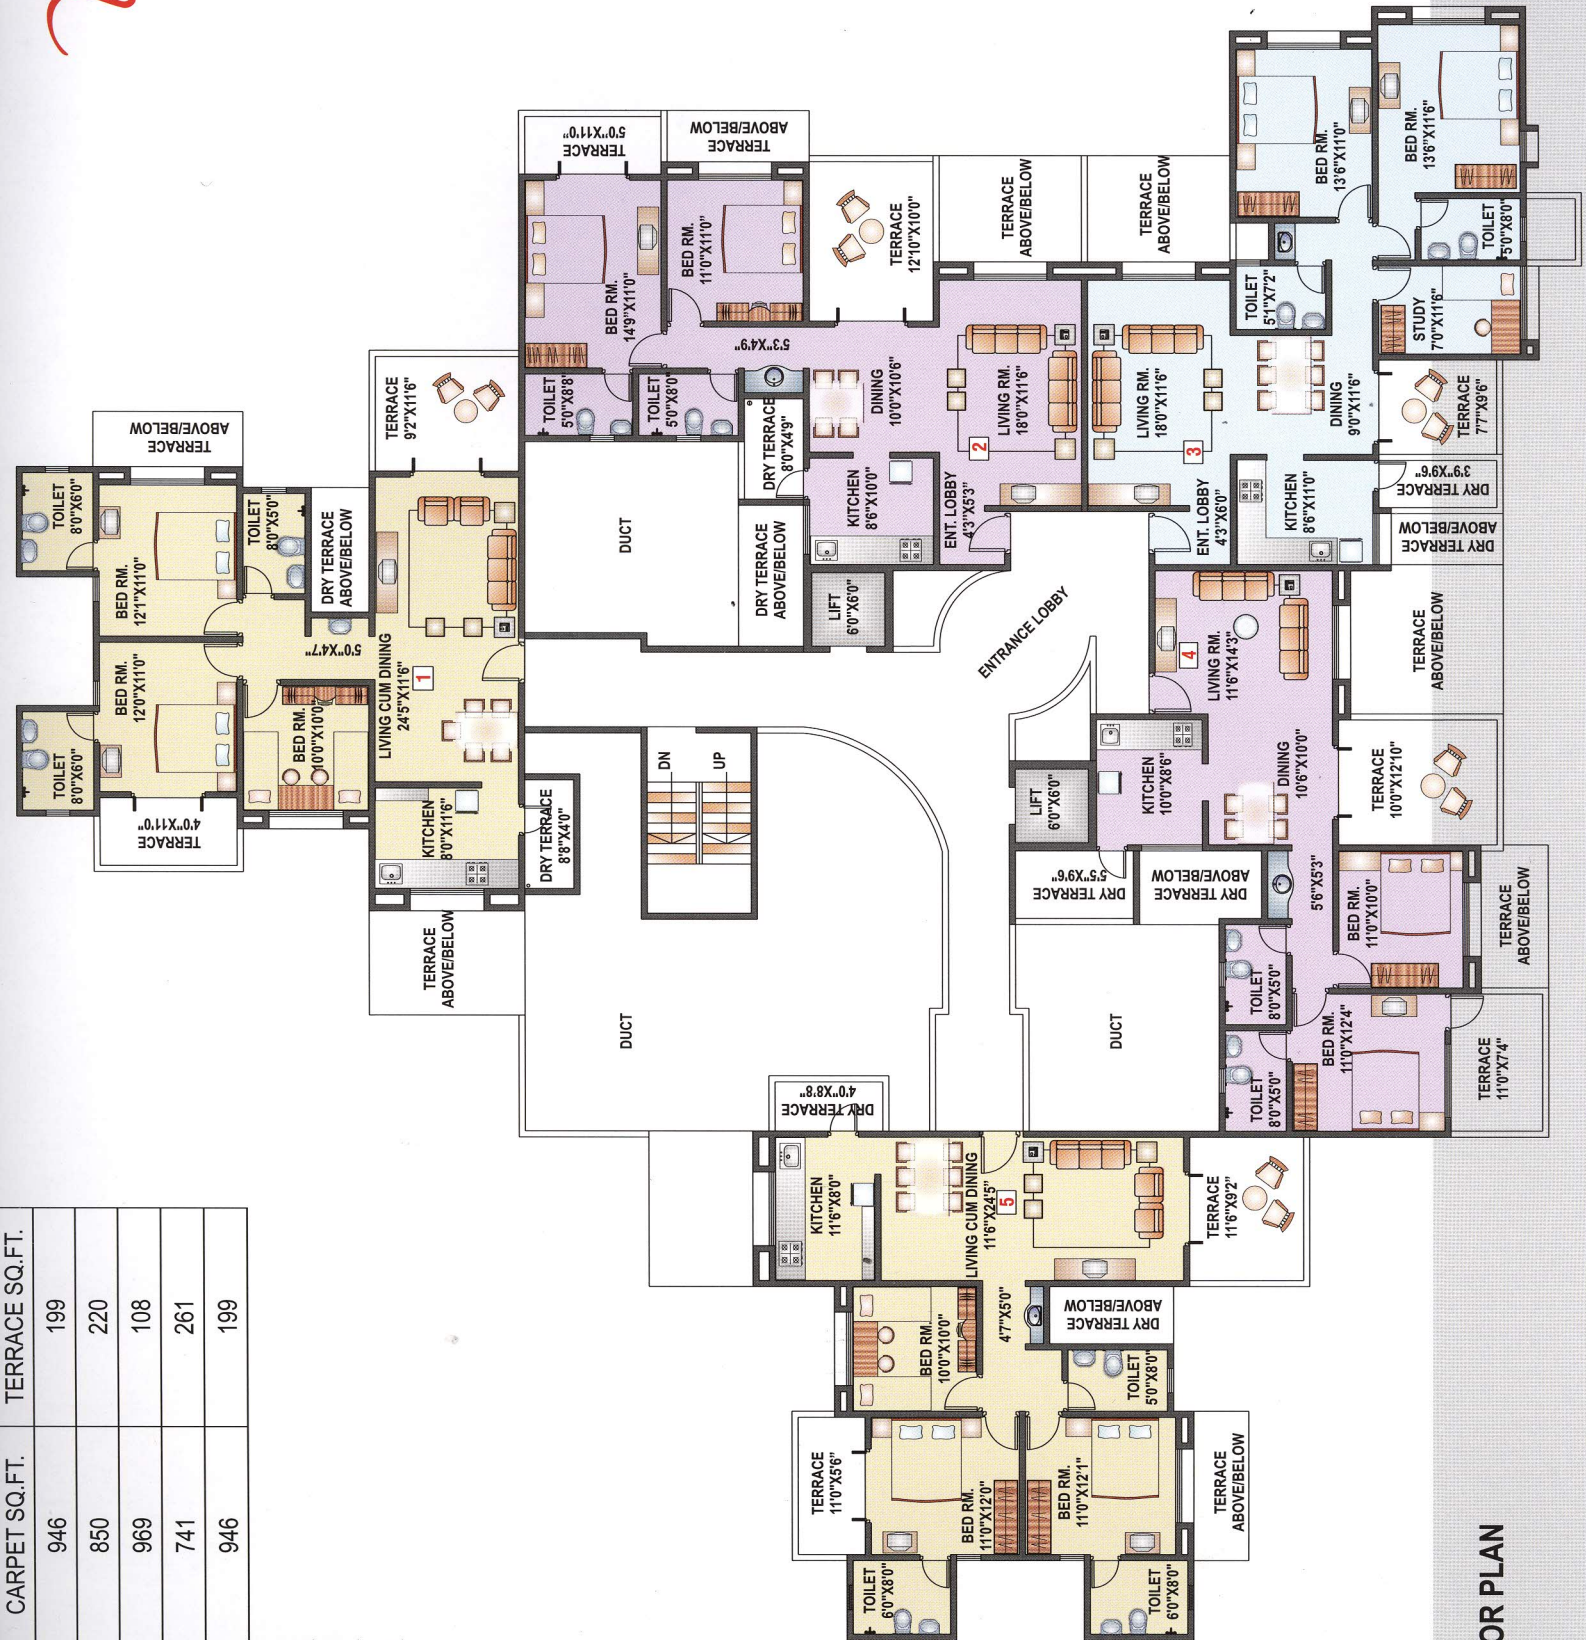 CARPET SQ.FT. TERRACE SQ.FT.
946 199
850 220
969 108
741 261
946 199
TOILET
8'0"X6'0"
TERRACE
ABOVE/BELOW
BED RM.
12'1"X11'0"
TOILET
8'0"X5'0"
DRY TERRACE
ABOVE/BELOW
BED RM.
12'0"X11'0"
TOILET
8'0"X6'0"
TERRACE
4'0"X11'0"
BED RM.
10'0"X10'0"
5'0"X4'7"
1
LIVING CUM DINING
24'5"X11'6"
TERRACE
9'2"X11'6"
KITCHEN
8'0"X11'6"
DRY TERRACE
8'8"X4'0"
TERRACE
ABOVE/BELOW
TERRACE
5'0"X11'0"
TERRACE
ABOVE/BELOW
BED RM.
14'9"X11'0"
BED RM.
11'0"X11'0"
TERRACE
12'10"X10'0"
TERRACE
ABOVE/BELOW
5'3"X4'9"
TOILET
5'0"X8'8"
TOILET
5'0"X8'0"
DRY TERRACE
8'0"X4'9"
DINING
10'0"X10'6"
LIVING RM.
18'0"X11'6"
2
KITCHEN
8'6"X10'0"
ENT. LOBBY
4'3"X5'3"
DUCT
DRY TERRACE
ABOVE/BELOW
LIFT
6'0"X6'0"
ENTRANCE LOBBY
TERRACE
ABOVE/BELOW
BED RM.
13'6"X11'0"
BED RM.
13'6"X11'6"
TOILET
5'0"X8'0"
TOILET
5'1"X7'2"
STUDY
7'0"X11'6"
LIVING RM.
18'0"X11'6"
3
DINING
9'0"X11'6"
TERRACE
7'7"X9'6"
DRY TERRACE
3'9"X9'6"
KITCHEN
8'6"X11'0"
ENT. LOBBY
4'3"X6'0"
DRY TERRACE
ABOVE/BELOW
TERRACE
ABOVE/BELOW
4
LIVING RM.
11'6"X14'3"
KITCHEN
10'0"X8'6"
DINING
10'6"X10'0"
TERRACE
10'0"X12'10"
LIFT
6'0"X6'0"
DRY TERRACE
5'5"X9'6"
DRY TERRACE
ABOVE/BELOW
5'6"X5'3"
BED RM.
11'0"X10'0"
TERRACE
ABOVE/BELOW
TOILET
8'0"X5'0"
TOILET
8'0"X5'0"
BED RM.
11'0"X12'4"
TERRACE
11'0"X7'4"
DUCT
DN
UP
DUCT
DRY TERRACE
4'0"X8'8"
KITCHEN
11'6"X8'0"
LIVING CUM DINING
11'6"X24'5"
5
TERRACE
11'6"X9'2"
BED RM.
10'0"X10'0"
4'7"X5'0"
DRY TERRACE
ABOVE/BELOW
TOILET
5'0"X8'0"
TERRACE
11'0"X5'6"
BED RM.
11'0"X12'0"
BED RM.
11'0"X12'1"
TERRACE
ABOVE/BELOW
TOILET
6'0"X8'0"
TOILET
6'0"X8'0"
OR PLAN